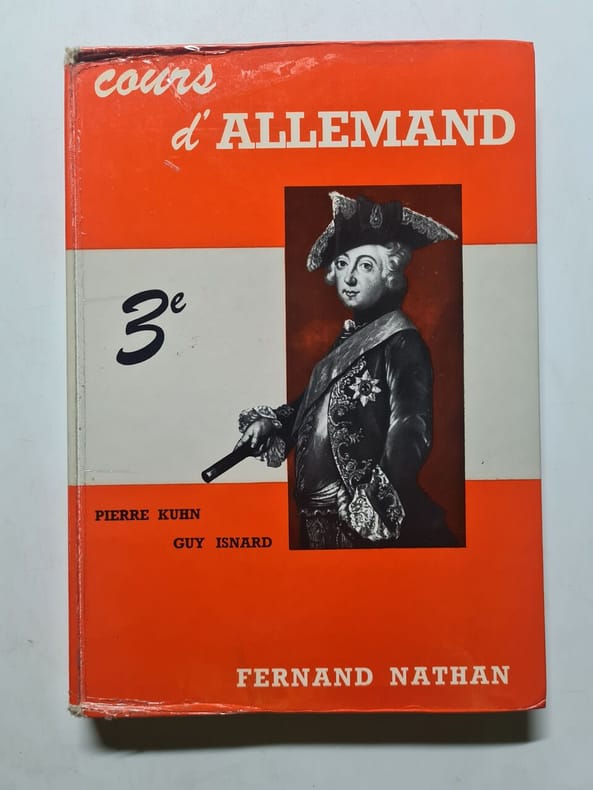 cours
d'ALLEMAND
3e
PIERRE KUHN
GUY ISNARD
FERNAND NATHAN